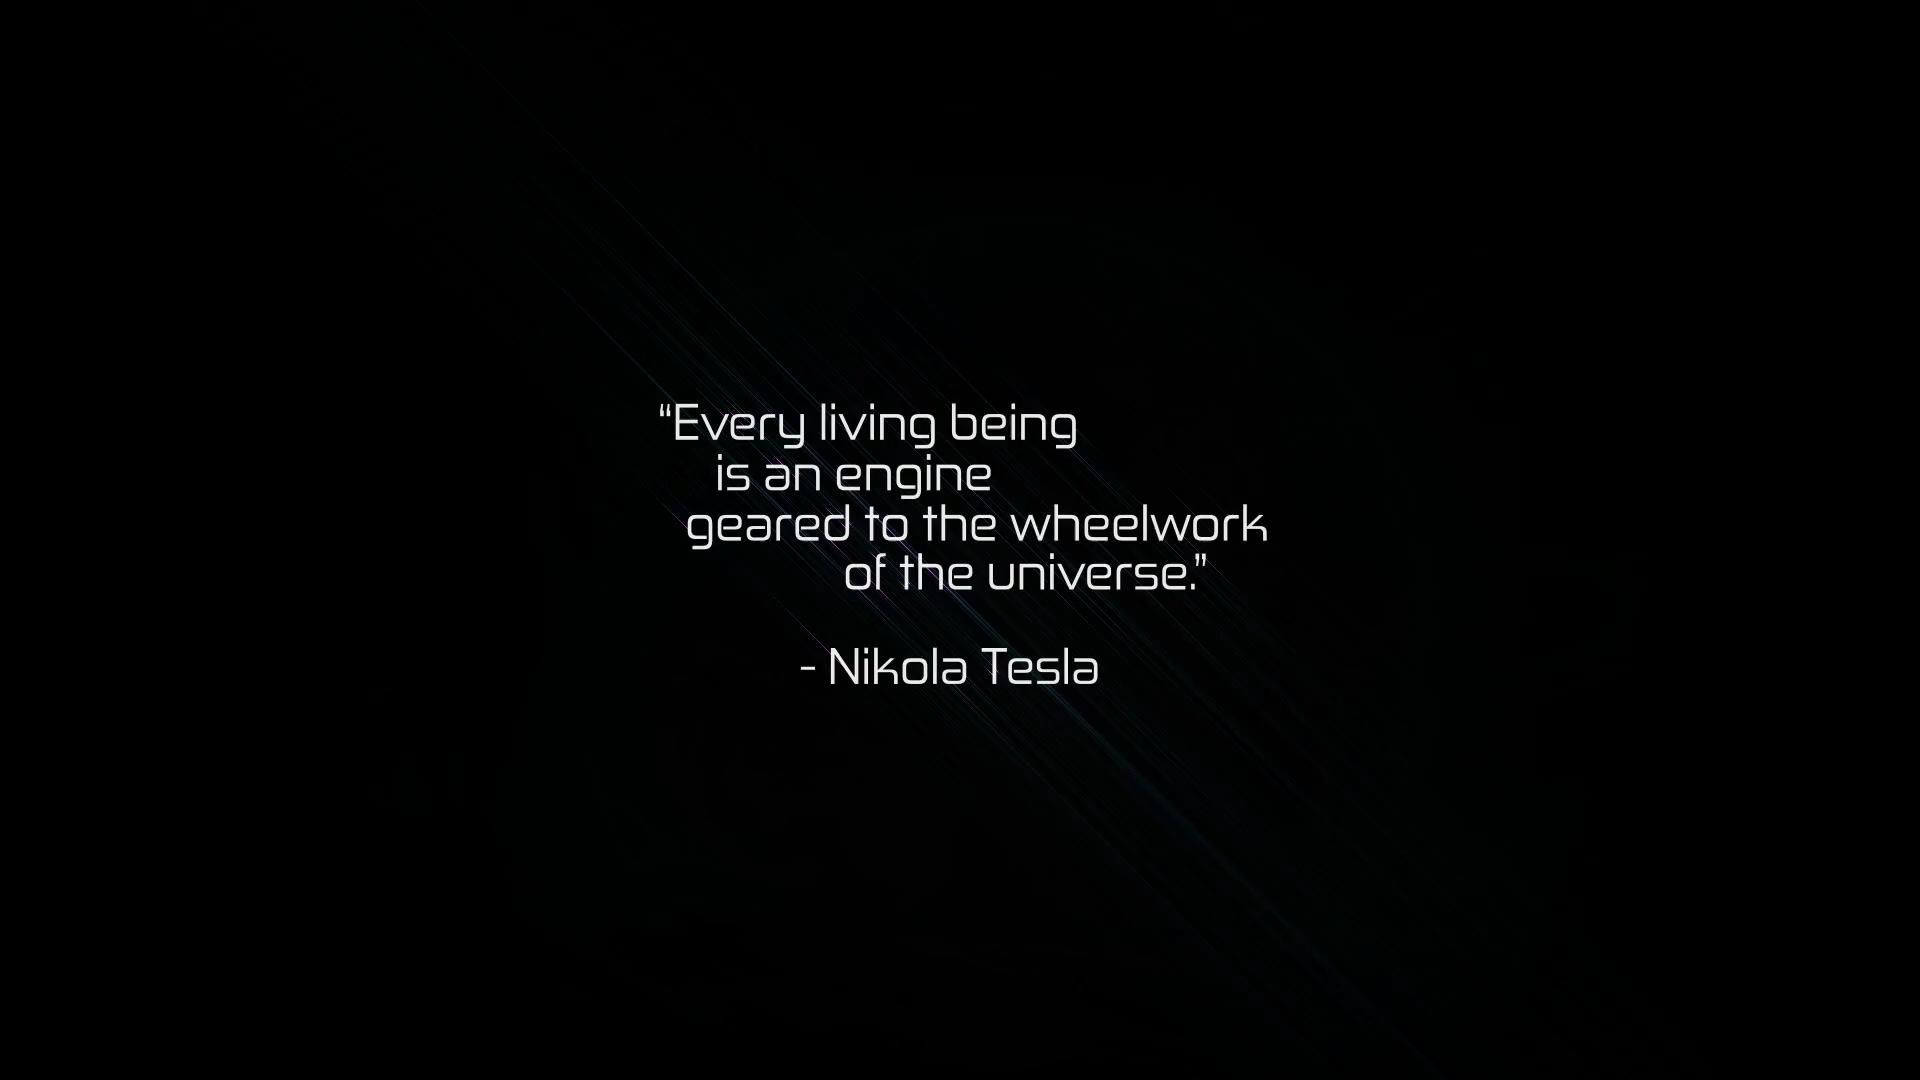 “Every living being
is an engine
geared to the wheelwork
of the universe.”
- Nikola Tesla